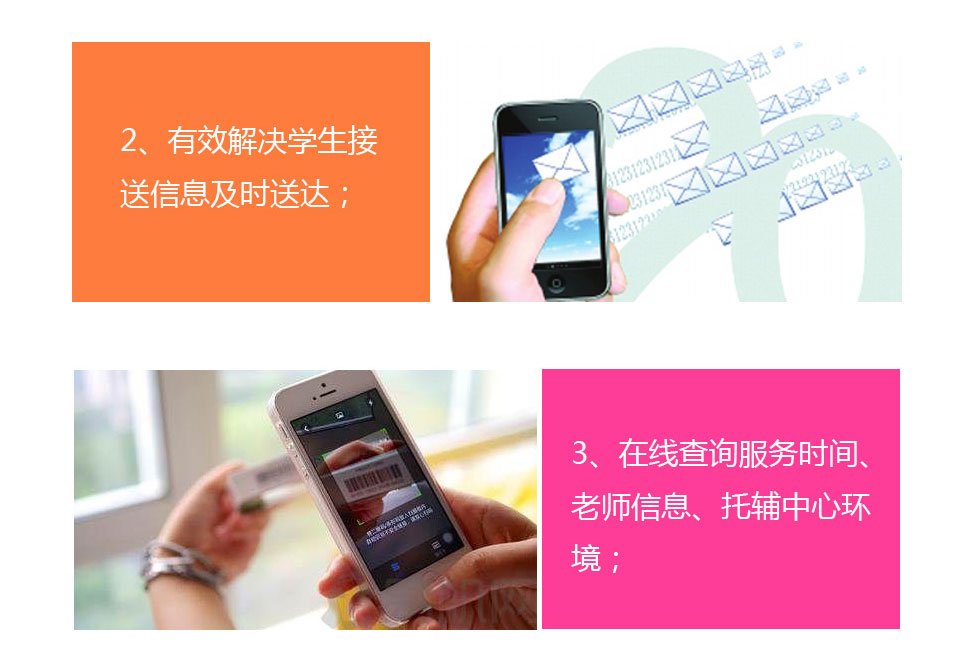 2、有效解决学生接
送信息及时送达；
3、在线查询服务时间、
老师信息、托辅中心环
境；